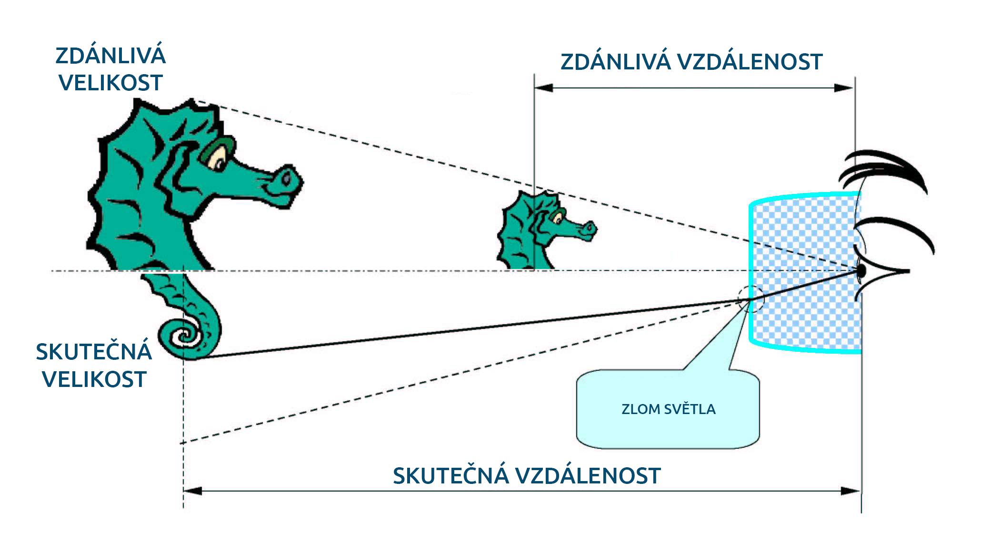 ZDÁNLIVÁ
VELIKOST
ZDÁNLIVÁ VZDÁLENOST
SKUTEČNÁ
VELIKOST
ZLOM SVĚTLA
SKUTEČNÁ VZDÁLENOST